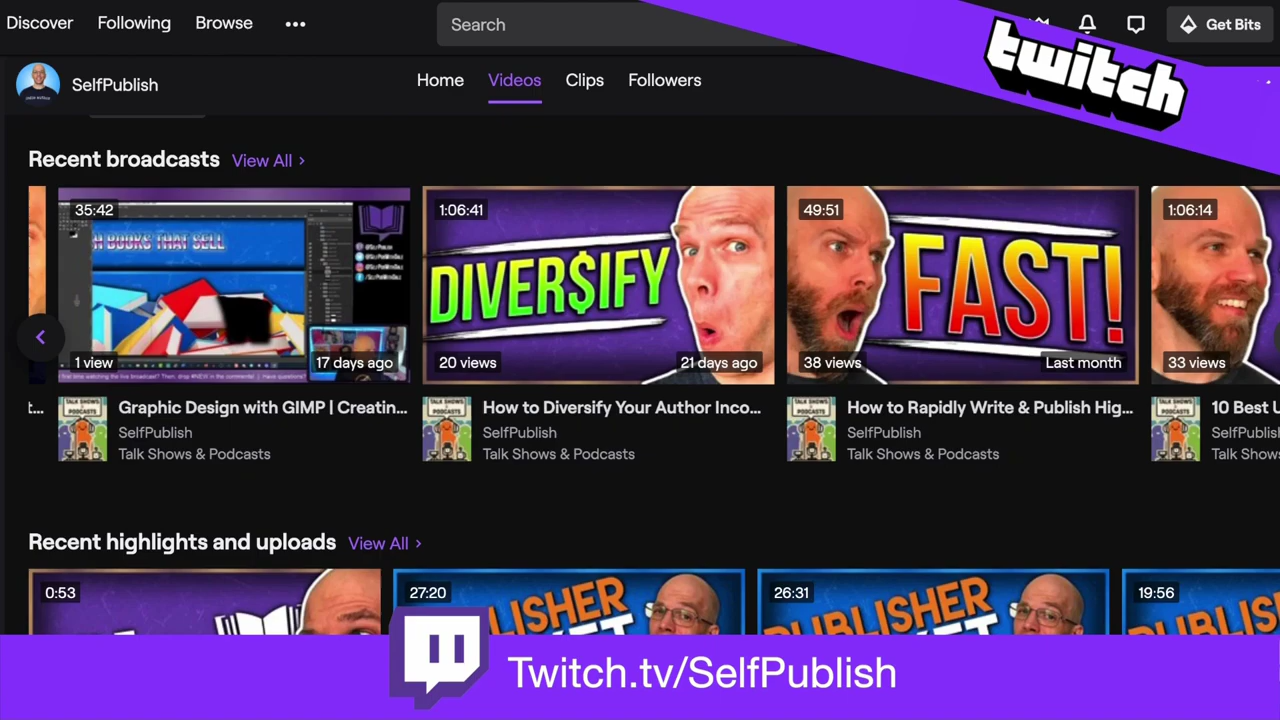 Discover Following Browse •••
Search
Get Bits
twitch
SelfPublish
Home Videos Clips Followers
Recent broadcasts View All ›
35:42
BOOKS THAT SELL
@SelfPublish
1 view
17 days ago
1:06:41
DIVER$IFY
20 views
21 days ago
49:51
FAST!
38 views
Last month
1:06:14
33 views
t...
Graphic Design with GIMP | Creatin...
SelfPublish
Talk Shows & Podcasts
How to Diversify Your Author Inco...
SelfPublish
Talk Shows & Podcasts
How to Rapidly Write & Publish Hig...
SelfPublish
Talk Shows & Podcasts
10 Best U
SelfPublis
Talk Shows
Recent highlights and uploads View All ›
0:53
27:20
26:31
PUBLISHER
19:56
Twitch.tv/SelfPublish